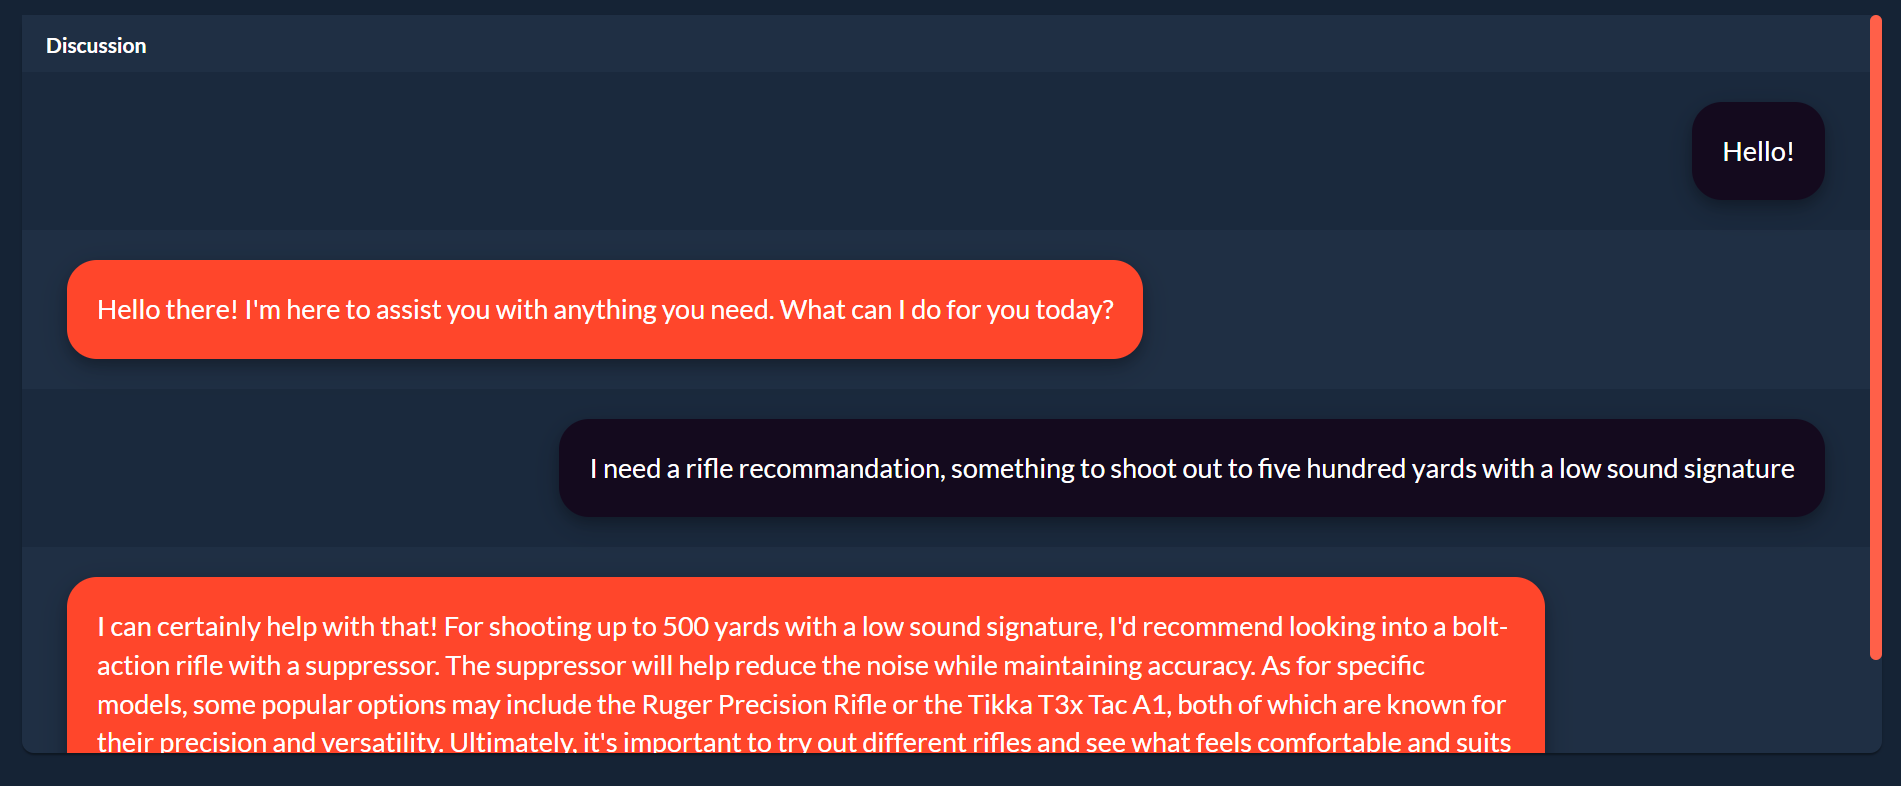 Discussion
Hello!
Hello there! I'm here to assist you with anything you need. What can I do for you today?
I need a rifle recommandation, something to shoot out to five hundred yards with a low sound signature
I can certainly help with that! For shooting up to 500 yards with a low sound signature, I'd recommend looking into a bolt-
action rifle with a suppressor. The suppressor will help reduce the noise while maintaining accuracy. As for specific
models, some popular options may include the Ruger Precision Rifle or the Tikka T3x Tac A1, both of which are known for
their precision and versatility. Ultimately, it's important to try out different rifles and see what feels comfortable and suits